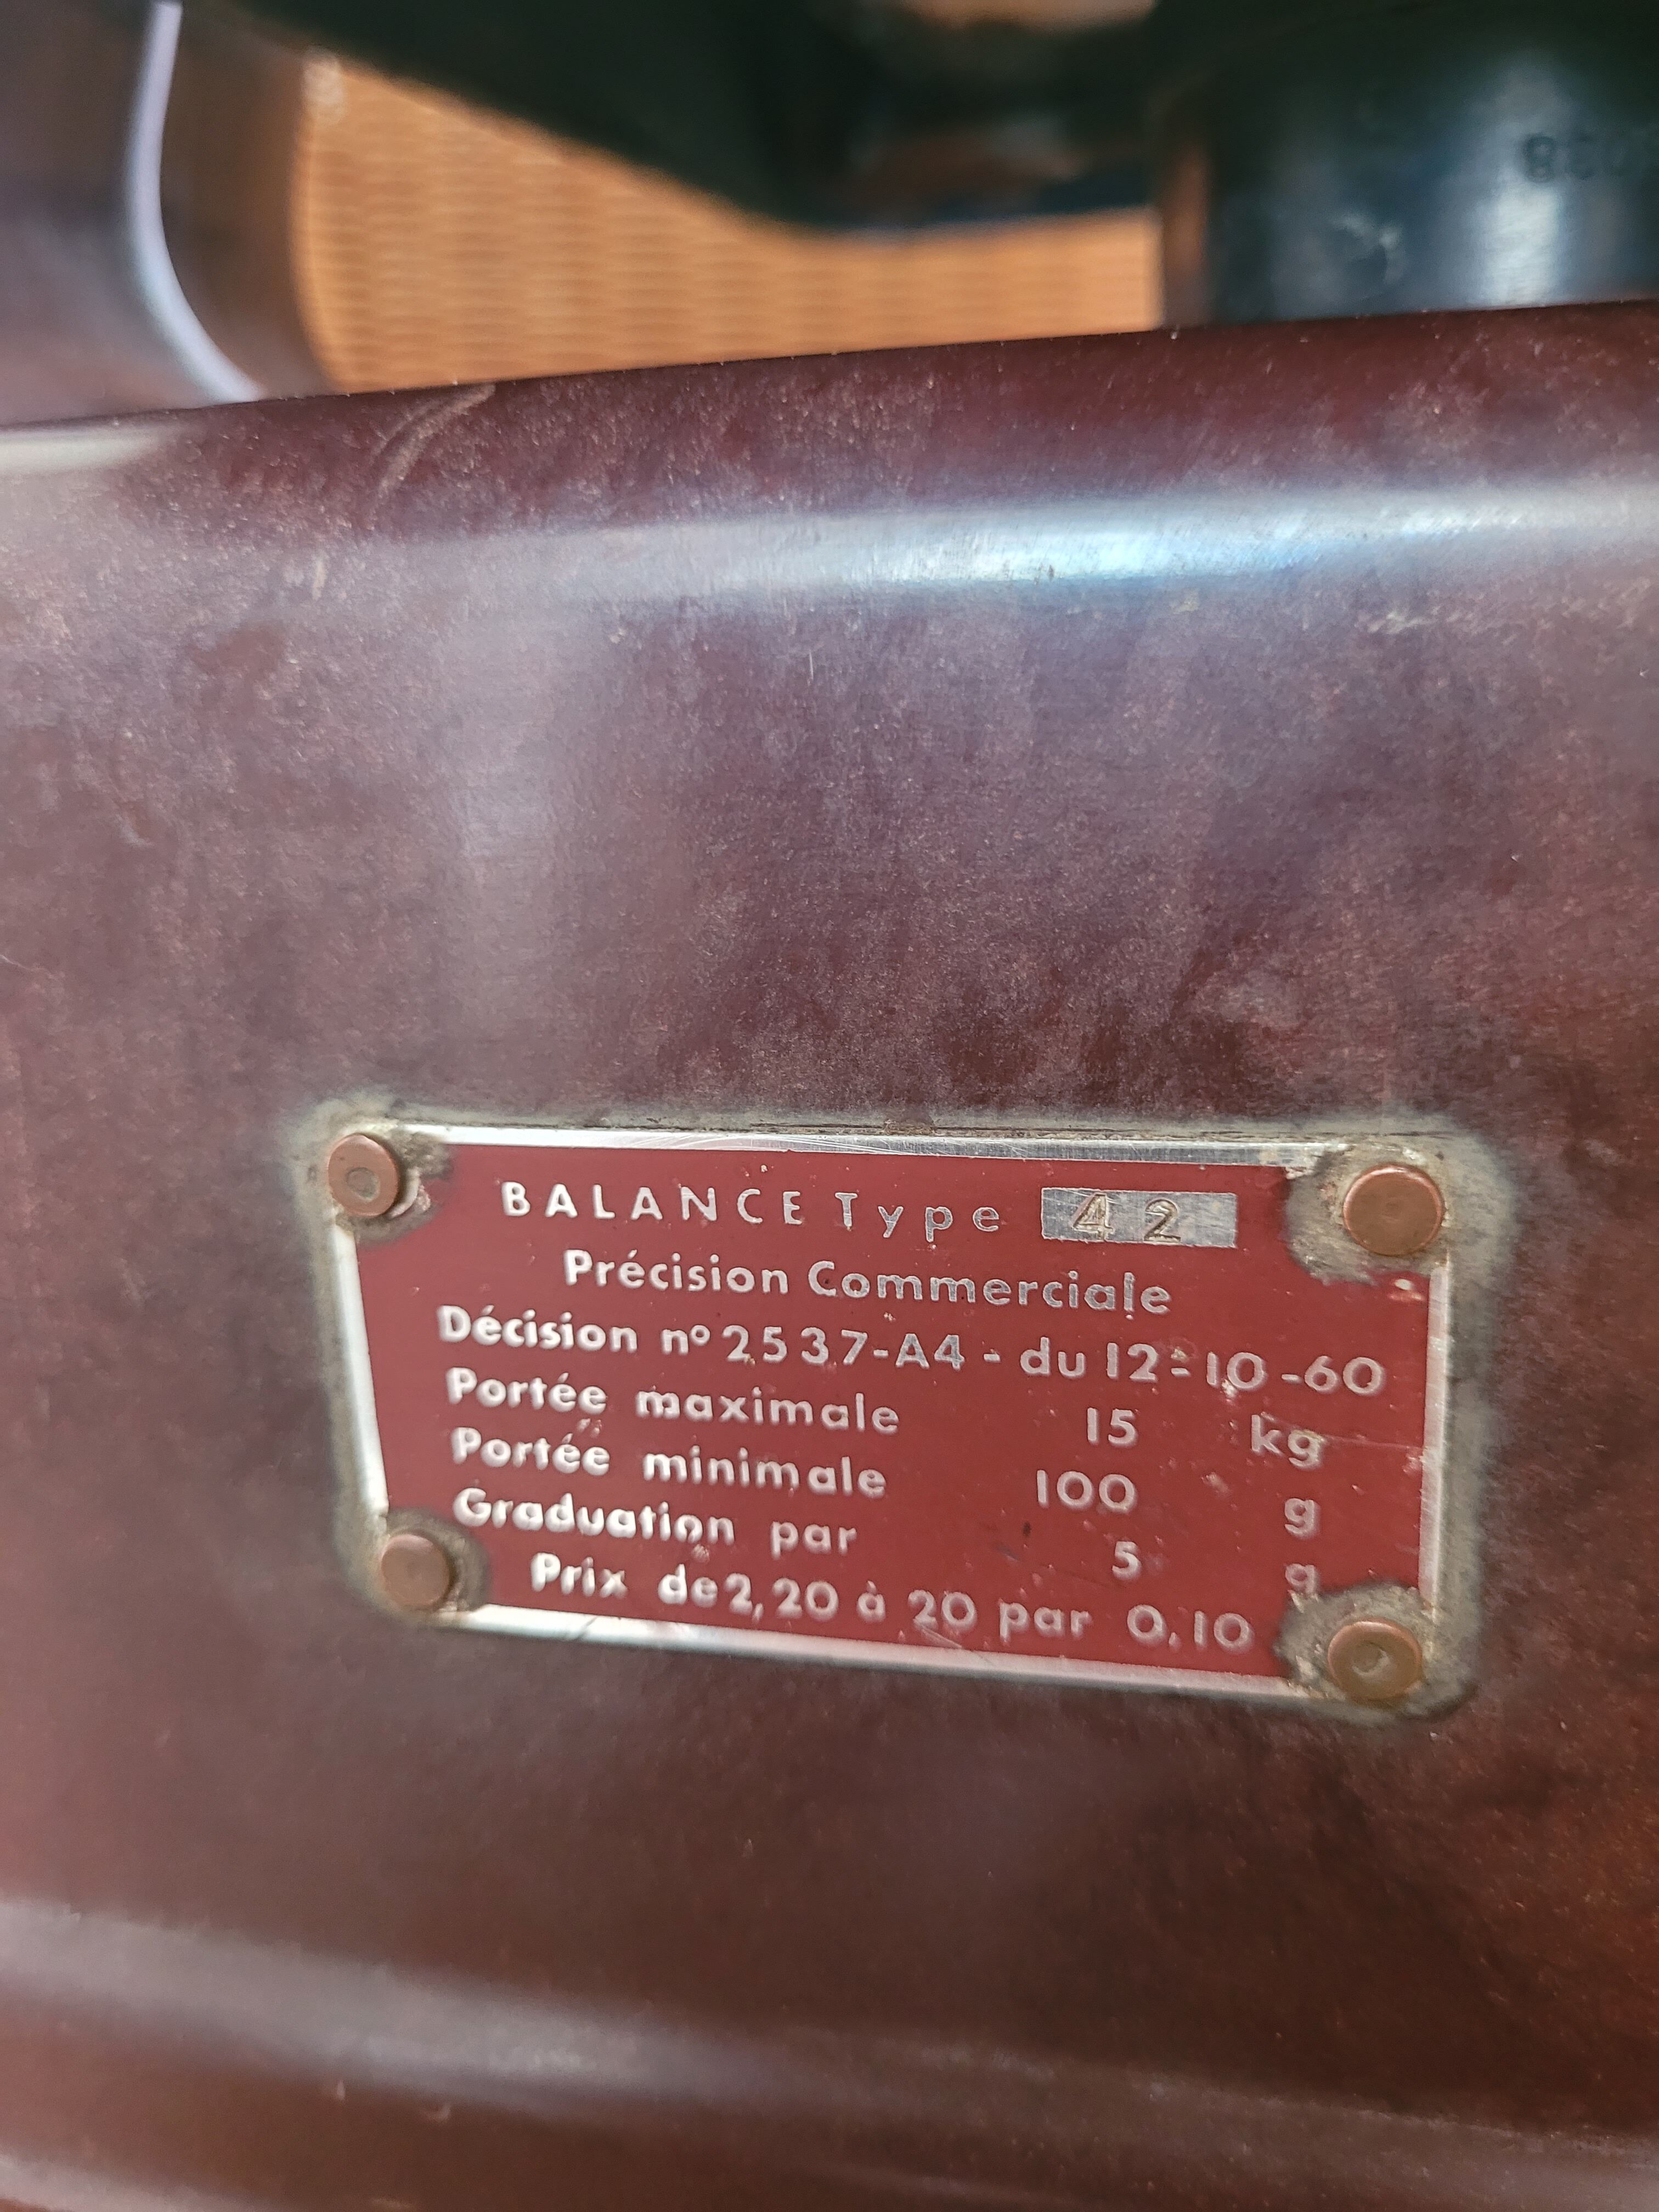 BALANCE Type 42
Précision Commerciale
Décision nº 2537-A4 - du 12-10-60
Portée maximale 15 kg
Portée minimale 100 g
Graduation par 5 g
Prix de 2,20 à 20 par 0,10